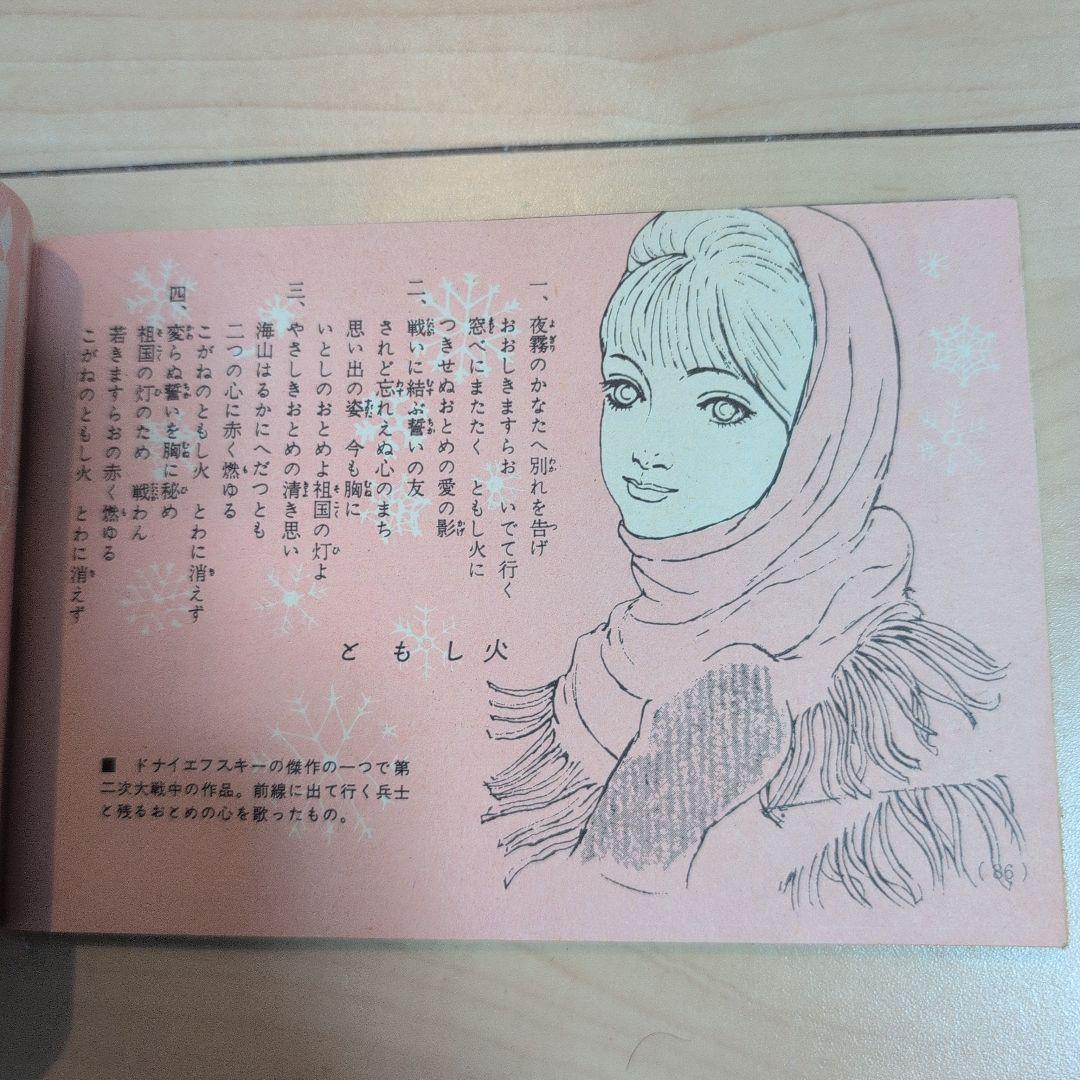 一、夜霧のかなたへ 別れを告げ
おおしきますらお いでて行く
窓べにまたたく ともし火に
つきせぬおとめの愛の影
二、戦いに結ぶ誓いの友
されど忘れえぬ心のまち
思い出の姿 今も胸に
いとしのおとめよ祖国の灯よ
三、やさしきおとめの清き思い
海山はるかにへだつとも
二つの心に赤く燃ゆる
こがねのともし火 とわに消えず
四、変らぬ誓いを胸に秘め
祖国の灯のため 戦わん
若きますらおの赤く燃ゆる
こがねのともし火 とわに消えず
ともし火
■ ドナイエフスキーの傑作の一つで第
二次大戦中の作品。前線に出て行く兵士
と残るおとめの心を歌ったもの。
(86)